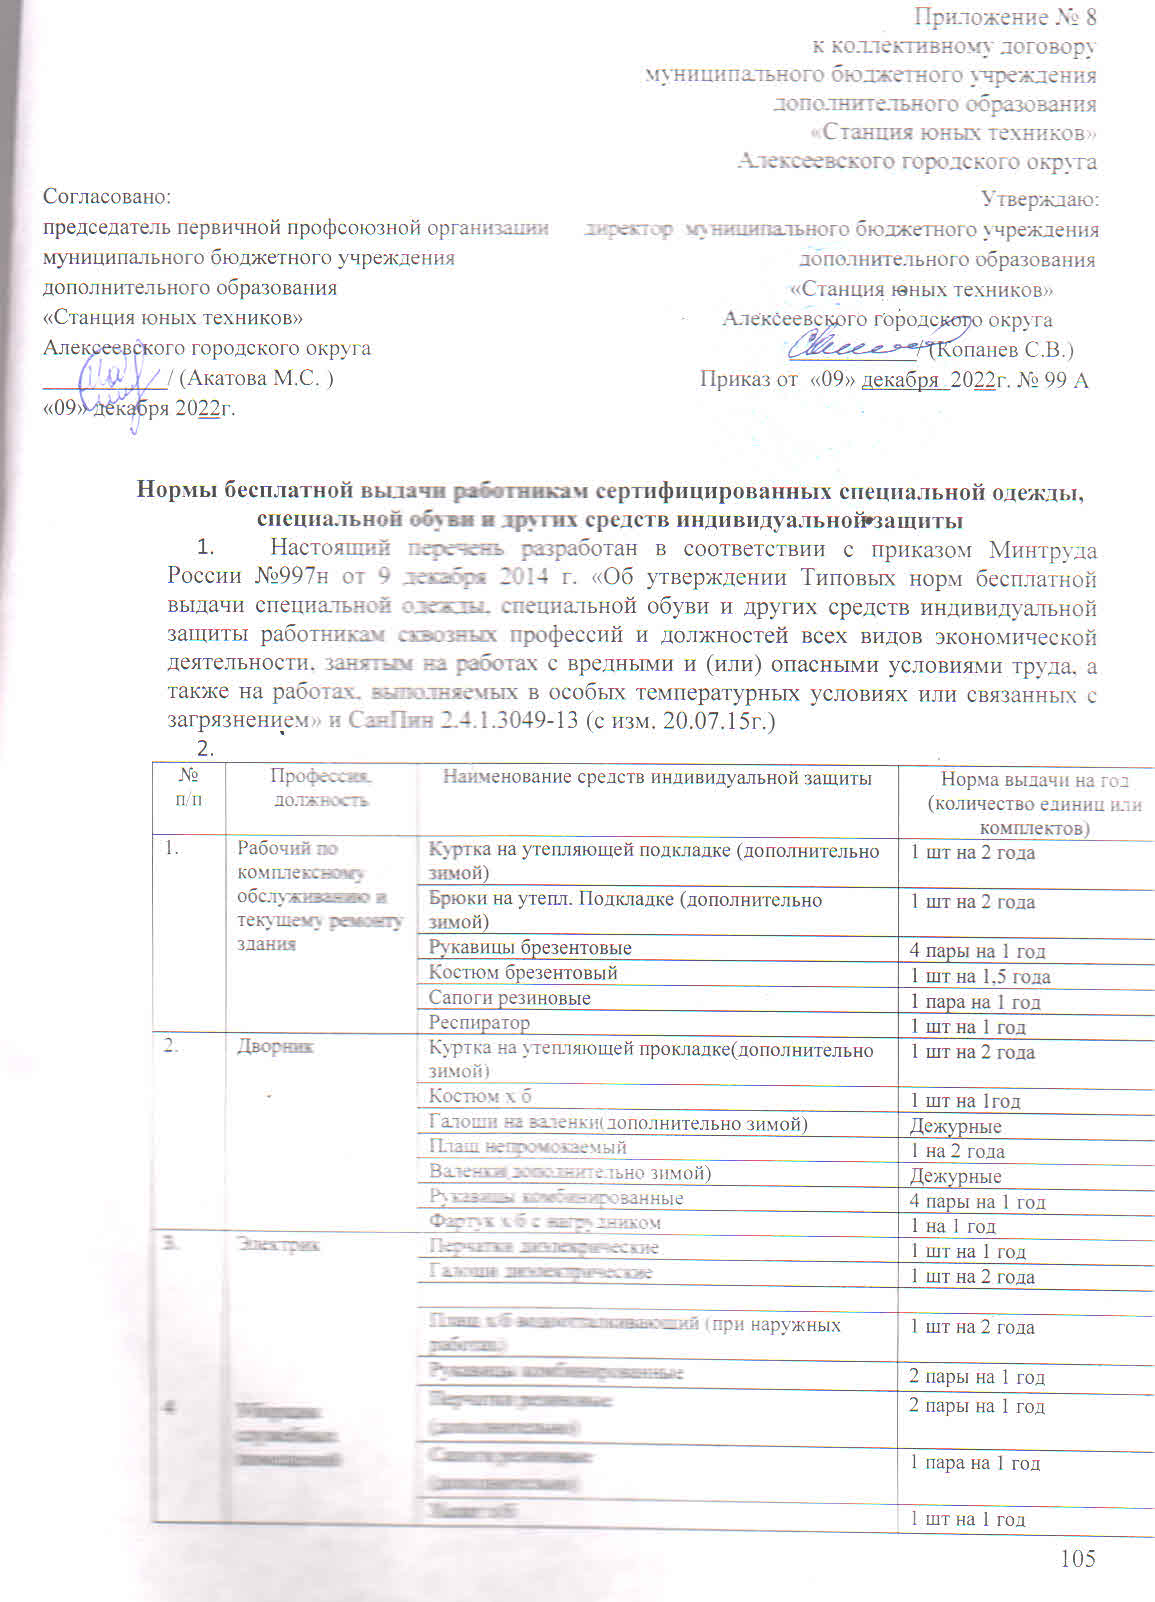 Приложение № 8
к коллективному договору
муниципального бюджетного учреждения
дополнительного образования
«Станция юных техников»
Алексеевского городского округа
Согласовано: Утверждаю:
председатель первичной профсоюзной организации директор муниципального бюджетного учреждения
муниципального бюджетного учреждения дополнительного образования
дополнительного образования «Станция юных техников»
«Станция юных техников» Алексеевского городского округа
Алексеевского городского округа / (Копанев С.В.)
/ (Акатова М.С. ) Приказ от «09» декабря 2022г. № 99 А
«09» декабря 2022г.
Нормы бесплатной выдачи работникам сертифицированных специальной одежды,
специальной обуви и других средств индивидуальной защиты
1. Настоящий перечень разработан в соответствии с приказом Минтруда
России №997н от 9 декабря 2014 г. «Об утверждении Типовых норм бесплатной
выдачи специальной одежды, специальной обуви и других средств индивидуальной
защиты работникам сквозных профессий и должностей всех видов экономической
деятельности, занятым на работах с вредными и (или) опасными условиями труда, а
также на работах, выполняемых в особых температурных условиях или связанных с
загрязнением» и СанПин 2.4.1.3049-13 (с изм. 20.07.15г.)
2.
№ п/п
Профессия, должность
Наименование средств индивидуальной защиты
Норма выдачи на год
(количество единиц или
комплектов)
1.
Рабочий по
комплексному
обслуживанию и
текущему ремонту
здания
Куртка на утепляющей подкладке (дополнительно
зимой)
1 шт на 2 года
Брюки на утепл. Подкладке (дополнительно
зимой)
1 шт на 2 года
Рукавицы брезентовые 4 пары на 1 год
Костюм брезентовый 1 шт на 1,5 года
Сапоги резиновые 1 пара на 1 год
Респиратор 1 шт на 1 год
2.
Дворник
Куртка на утепляющей прокладке(дополнительно
зимой)
1 шт на 2 года
Костюм х б 1 шт на 1год
Галоши на валенки(дополнительно зимой) Дежурные
Плащ непромокаемый 1 на 2 года
Валенки(дополнительно зимой) Дежурные
Рукавицы комбинированные 4 пары на 1 год
Фартук х б с нагрудником 1 на 1 год
3.
Электрик
Перчатки диэлекрические 1 шт на 1 год
Галоши диэлектрические 1 шт на 2 года
Плащ х/б водоотталкивающий (при наружных
работах)
1 шт на 2 года
Рукавицы комбинированные 2 пары на 1 год
4
Уборщик
служебных
помещений
Перчатки резиновые
(дополнительно)
2 пары на 1 год
Сапоги резиновые
(дополнительно)
1 пара на 1 год
1 шт на 1 год
105